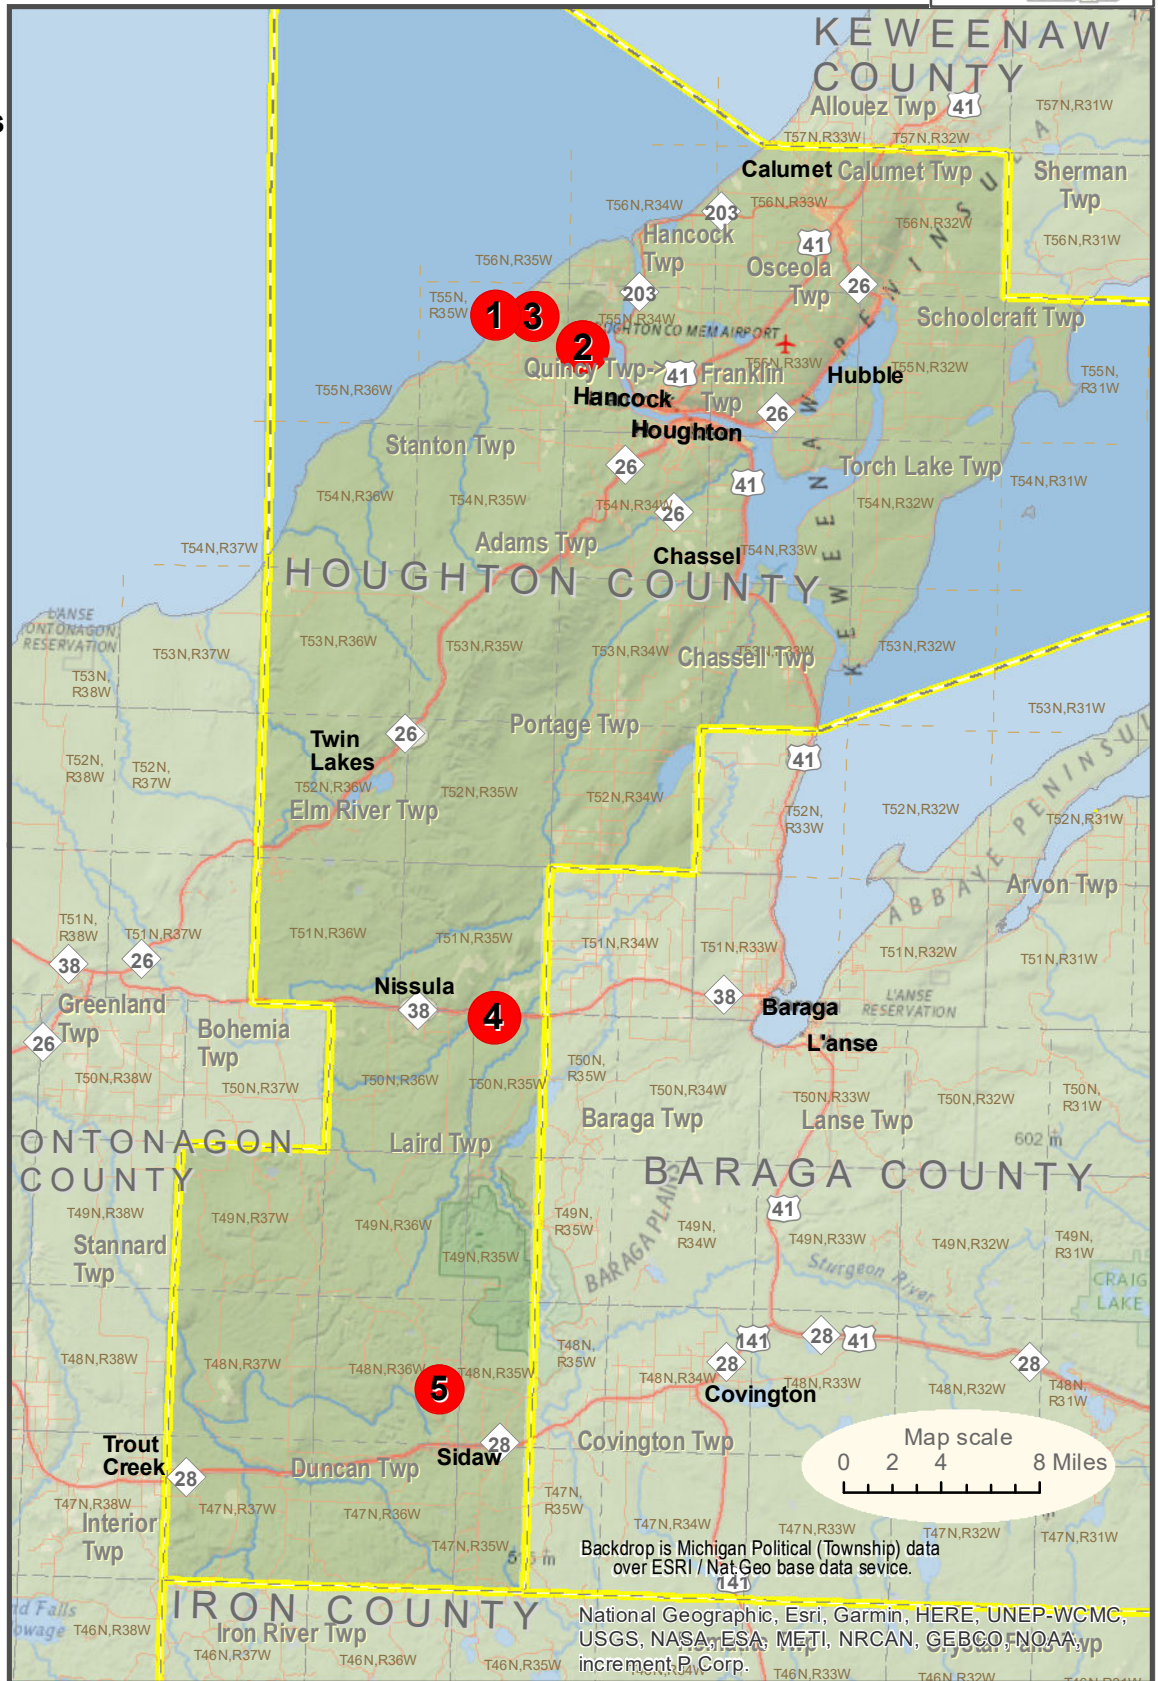 KEWEENAW
COUNTY
Allouez Twp
41
T57N,R31W
T57N,R33W
T57N,R32W
Calumet
Calumet Twp
Sherman
Twp
203
T56N,R34W
T56N,R33W
T56N,R32W
T56N,R31W
Hancock
Twp
41
Osceola
Twp
26
T56N,R35W
203
T55N,
R35W
1
3
2
T55N,R34W
HOUGHTON CO MEM AIRPORT
Schoolcraft Twp
Quincy Twp->
41
Franklin
Twp
T55N,R33W
Hubble
T55N,R32W
T55N,
R31W
T55N,R36W
Hancock
26
Houghton
KEWEENAW PENINSULA
Stanton Twp
26
41
Torch Lake Twp
T54N,R31W
T54N,R36W
T54N,R35W
T54N,R34W
26
T54N,R32W
Adams Twp
Chassel
T54N,R33W
T54N,R37W
HOUGHTON COUNTY
L'ANSE
ONTONAGON
RESERVATION
T53N,R37W
T53N,R36W
T53N,R35W
T53N,R34W
Chassell Twp
T53N,R33W
T53N,R32W
T53N,
R38W
T53N,R31W
Portage Twp
Twin
Lakes
26
41
T52N,
R38W
T52N,
R37W
T52N,R36W
T52N,R35W
T52N,R34W
T52N,
R33W
T52N,R32W
T52N,R31W
Elm River Twp
ABBAYE PENINSU
Arvon Twp
T51N,
R38W
T51N,R37W
T51N,R36W
T51N,R35W
T51N,R34W
T51N,R33W
T51N,R32W
T51N,R31W
38
26
Nissula
38
4
38
Baraga
L'ANSE
RESERVATION
Greenland
Twp
26
Bohemia
Twp
L'anse
T50N,R38W
T50N,R37W
T50N,R36W
T50N,R35W
T50N,
R35W
T50N,R34W
T50N,R33W
T50N,R32W
T50N,
R31W
Baraga Twp
Lanse Twp
602 m
ONTONAGON
COUNTY
Laird Twp
BARAGA COUNTY
T49N,R38W
T49N,R37W
T49N,R36W
T49N,R35W
T49N,
R35W
BARAGA PLAINS
T49N,
R34W
41
T49N,R33W
T49N,R32W
T49N,
R31W
Stannard
Twp
Sturgeon River
CRAIG
LAKE
T48N,R38W
T48N,R37W
T48N,R36W
T48N,R35W
T48N,
R35W
141
28
41
28
28
T48N,R34W
T48N,R33W
T48N,R32W
T48N,
R31W
5
Covington
Trout
Creek
28
Duncan Twp
Sidaw
28
Covington Twp
Map scale
0 2 4 8 Miles
T47N,R38W
T47N,R37W
T47N,R36W
T47N,R35W
T47N,
R35W
T47N,R34W
T47N,R33W
T47N,R32W
T47N,R31W
Interior
Twp
Backdrop is Michigan Political (Township) data
over ESRI / Nat.Geo base data sevice.
141
IRON COUNTY
Iron River Twp
National Geographic, Esri, Garmin, HERE, UNEP-WCMC,
USGS, NASA, ESA, METI, NRCAN, GEBCO, NOAA,
increment P Corp.
T46N,R38W
T46N,R37W
T46N,R36W
T46N,R35W
T46N,R33W
T46N,R32W